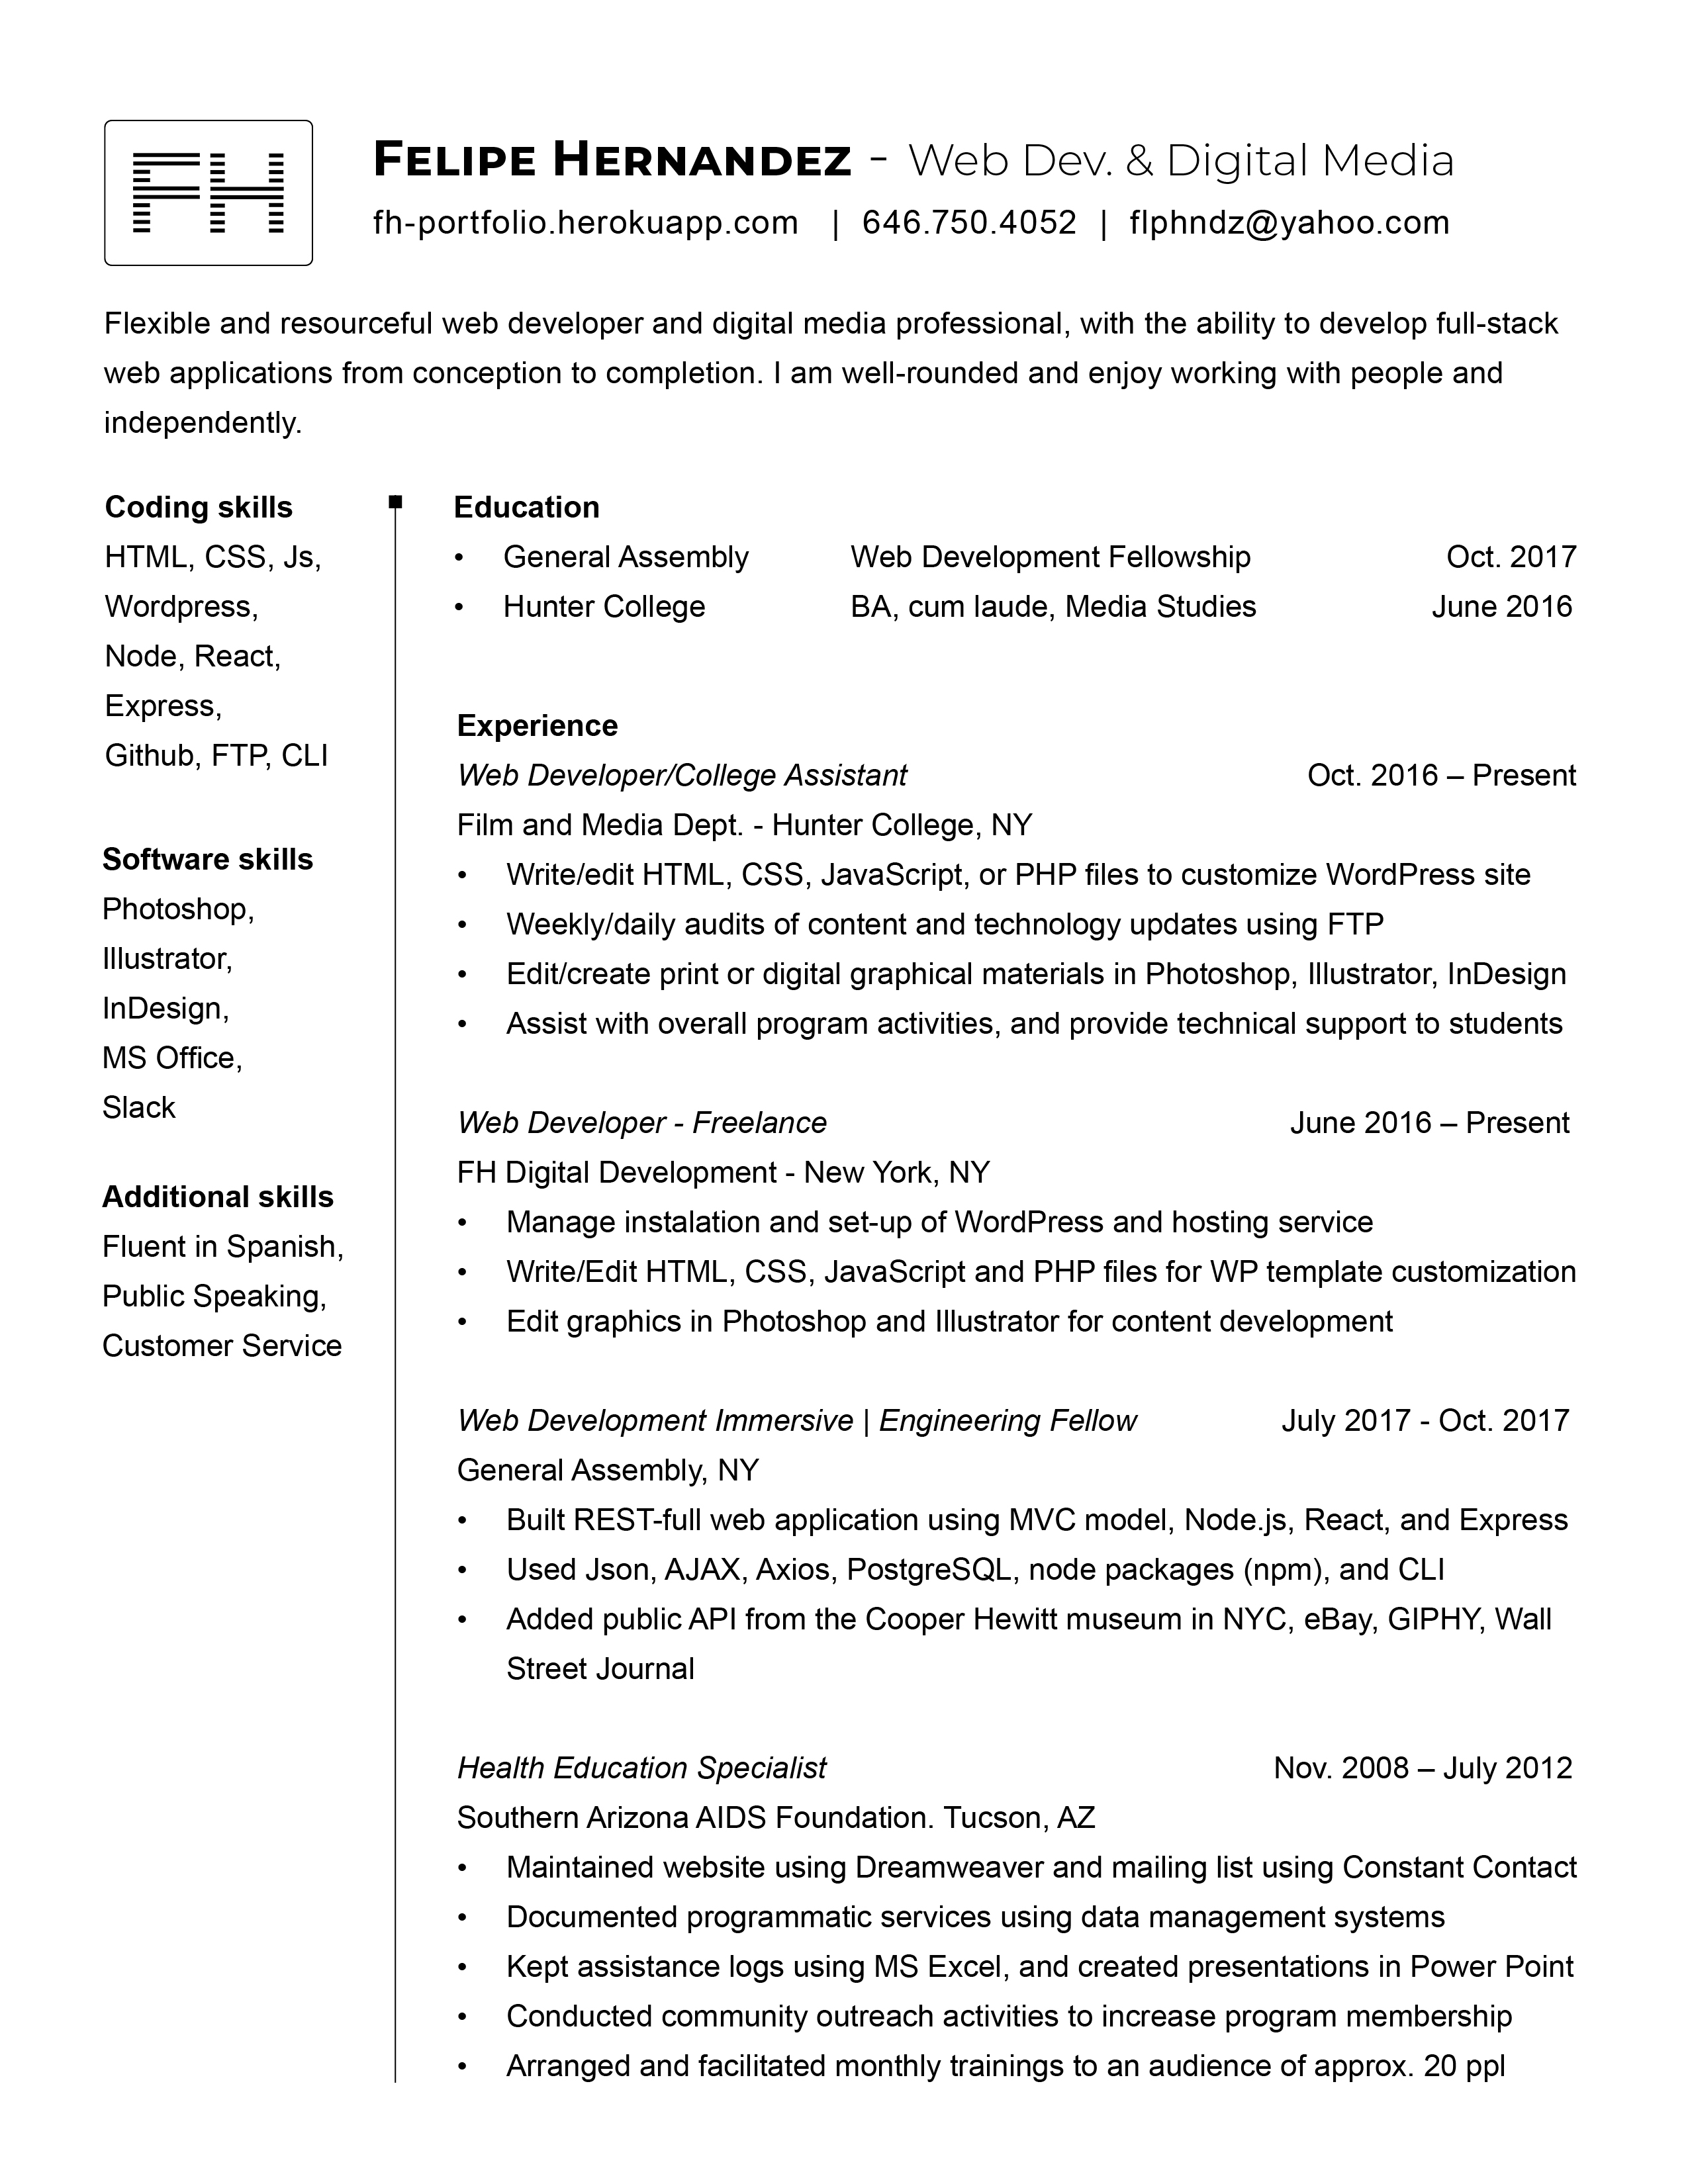 FH
FELIPE HERNANDEZ - Web Dev. & Digital Media
fh-portfolio.herokuapp.com | 646.750.4052 | flphndz@yahoo.com
Flexible and resourceful web developer and digital media professional, with the ability to develop full-stack
web applications from conception to completion. I am well-rounded and enjoy working with people and
independently.
Coding skills
HTML, CSS, Js,
Wordpress,
Node, React,
Express,
Github, FTP, CLI
Software skills
Photoshop,
Illustrator,
InDesign,
MS Office,
Slack
Additional skills
Fluent in Spanish,
Public Speaking,
Customer Service
Education
• General Assembly Web Development Fellowship Oct. 2017
• Hunter College BA, cum laude, Media Studies June 2016
Experience
Web Developer/College Assistant Oct. 2016 – Present
Film and Media Dept. - Hunter College, NY
• Write/edit HTML, CSS, JavaScript, or PHP files to customize WordPress site
• Weekly/daily audits of content and technology updates using FTP
• Edit/create print or digital graphical materials in Photoshop, Illustrator, InDesign
• Assist with overall program activities, and provide technical support to students
Web Developer - Freelance June 2016 – Present
FH Digital Development - New York, NY
• Manage instalation and set-up of WordPress and hosting service
• Write/Edit HTML, CSS, JavaScript and PHP files for WP template customization
• Edit graphics in Photoshop and Illustrator for content development
Web Development Immersive | Engineering Fellow July 2017 - Oct. 2017
General Assembly, NY
• Built REST-full web application using MVC model, Node.js, React, and Express
• Used Json, AJAX, Axios, PostgreSQL, node packages (npm), and CLI
• Added public API from the Cooper Hewitt museum in NYC, eBay, GIPHY, Wall
Street Journal
Health Education Specialist Nov. 2008 – July 2012
Southern Arizona AIDS Foundation. Tucson, AZ
• Maintained website using Dreamweaver and mailing list using Constant Contact
• Documented programmatic services using data management systems
• Kept assistance logs using MS Excel, and created presentations in Power Point
• Conducted community outreach activities to increase program membership
• Arranged and facilitated monthly trainings to an audience of approx. 20 ppl